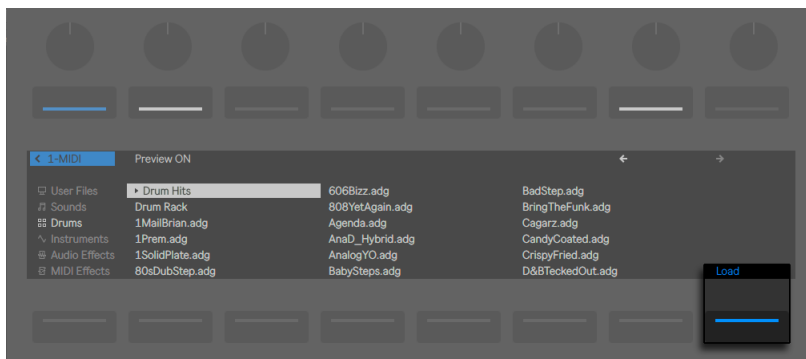 1-MIDI
Preview ON
User Files
Sounds
Drums
Instruments
Audio Effects
MIDI Effects
Drum Hits
Drum Rack
1MailBrian.adg
1Prem.adg
1SolidPlate.adg
80sDubStep.adg
606Bizz.adg
808YetAgain.adg
Agenda.adg
AnaD_Hybrid.adg
AnalogYO.adg
BabySteps.adg
BadStep.adg
BringTheFunk.adg
Cagarz.adg
CandyCoated.adg
CrispyFried.adg
D&BTeckedOut.adg
Load